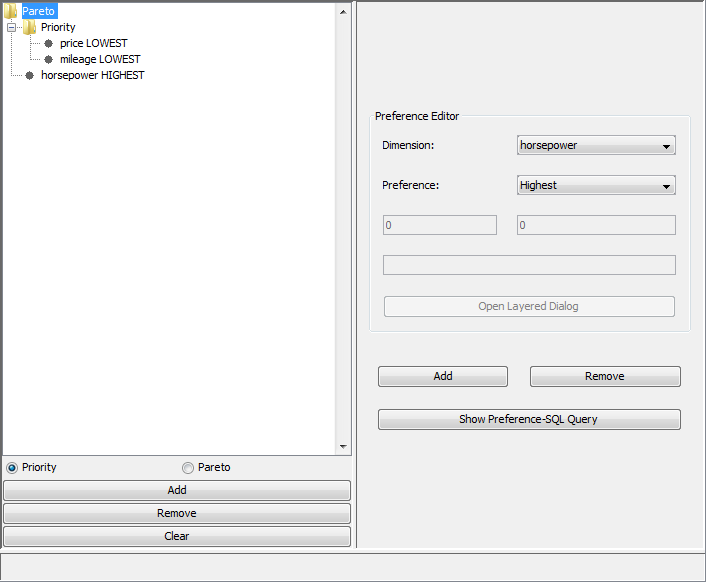 Pareto
Priority
price LOWEST
mileage LOWEST
horsepower HIGHEST
Priority
Pareto
Add
Remove
Clear
Preference Editor
Dimension:
horsepower
Preference:
Highest
0
0
Open Layered Dialog
Add
Remove
Show Preference-SQL Query